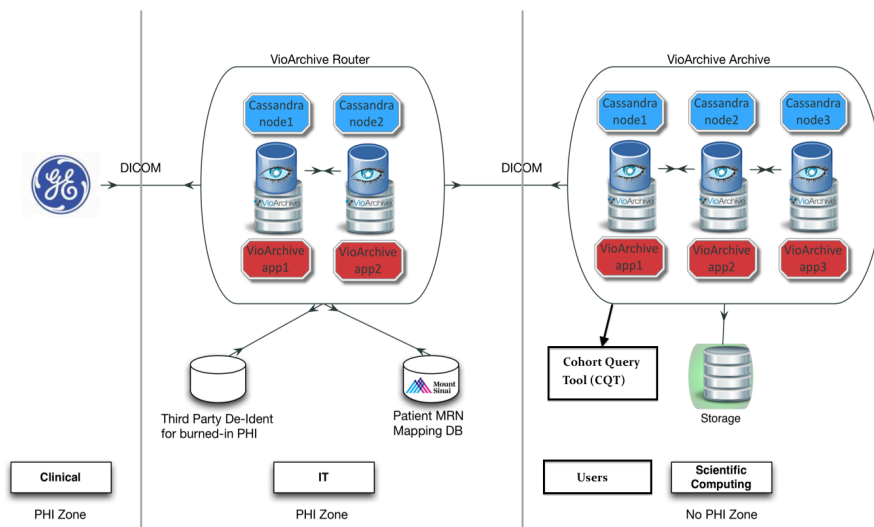 VioArchive Router
VioArchive Archive
Cassandra
node1
Cassandra
node2
Cassandra
node1
Cassandra
node2
Cassandra
node3
GE
DICOM
DICOM
VioArchive
VioArchive
VioArchive
VioArchive
VioArchive
VioArchive
app1
VioArchive
app2
VioArchive
app1
VioArchive
app2
VioArchive
app3
Third Party De-Ident
for burned-in PHI
Mount
Sinai
Patient MRN
Mapping DB
Cohort Query
Tool (CQT)
Storage
Clinical
IT
Users
Scientific
Computing
PHI Zone
PHI Zone
No PHI Zone